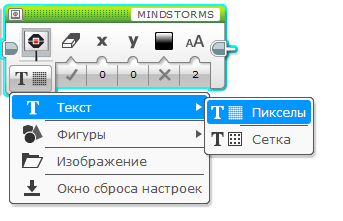 MINDSTORMS
x y AA
T 0 0 2
T Текст
T Пикселы
Фигуры
T Сетка
Изображение
Окно сброса настроек